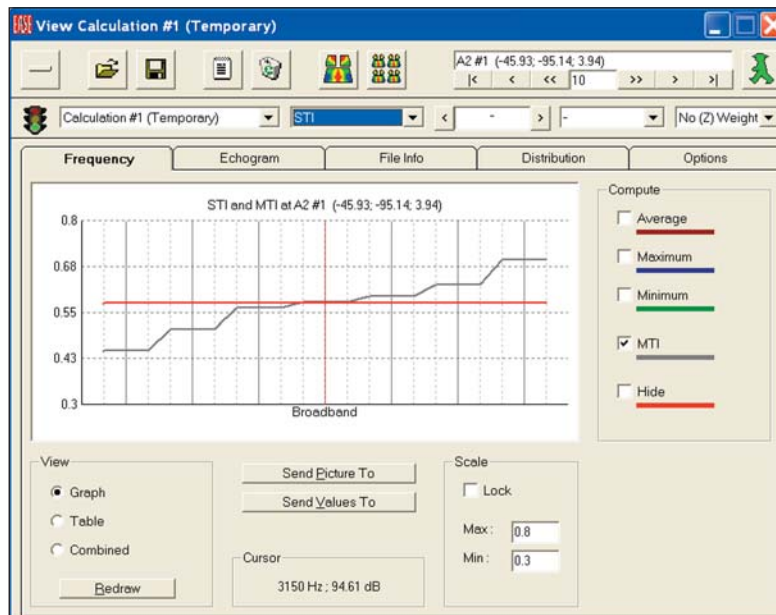 EASE View Calculation #1 (Temporary)
A2 #1 (-45.93; -95.14; 3.94)
|< < << 10 >> > >|
Calculation #1 (Temporary) STI < - > - No (Z) Weight
Frequency Echogram File Info Distribution Options
STI and MTI at A2 #1 (-45.93; -95.14; 3.94)
0.8
0.68
0.55
0.43
0.3
Broadband
Compute
Average
Maximum
Minimum
MTI
Hide
View
Graph
Table
Combined
Redraw
Send Picture To
Send Values To
Cursor
3150 Hz ; 94.61 dB
Scale
Lock
Max : 0.8
Min : 0.3